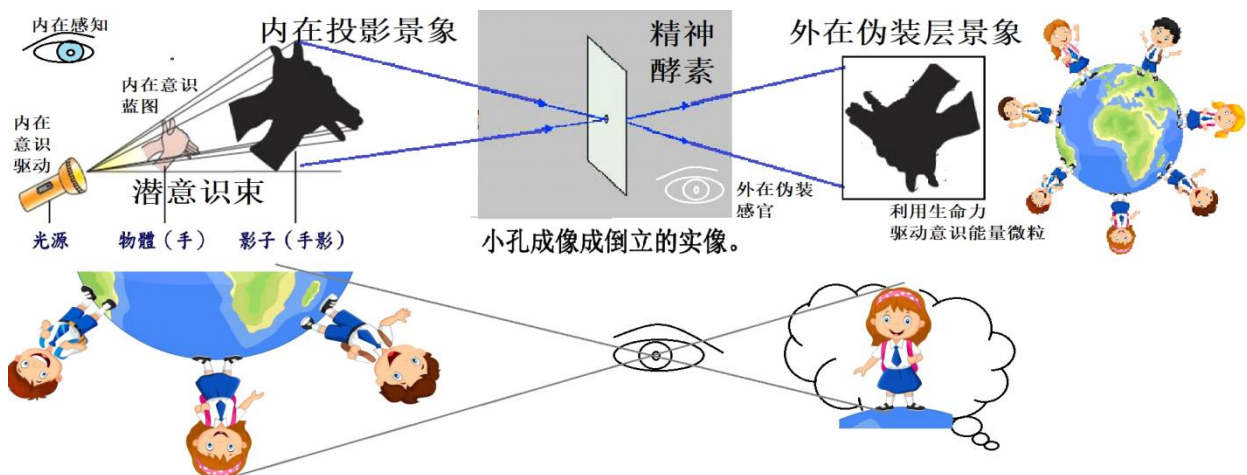 内在感知
内在投影景象
精神
酵素
外在伪装层景象
内在意识
蓝图
内在
意识
驱动
潜意识束
外在伪装
感官
利用生命力
驱动意识能量微粒
光源
物體（手）
影子（手影）
小孔成像成倒立的实像。